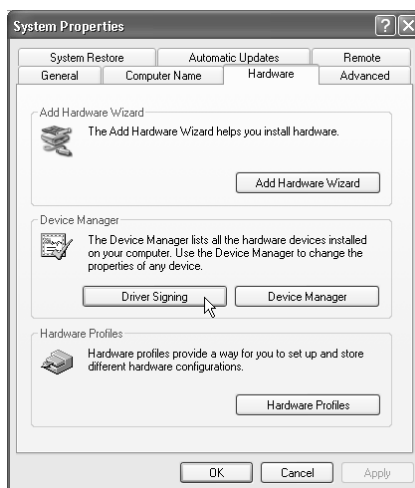 System Properties
System Restore Automatic Updates Remote
General Computer Name Hardware Advanced
Add Hardware Wizard
The Add Hardware Wizard helps you install hardware.
Add Hardware Wizard
Device Manager
The Device Manager lists all the hardware devices installed
on your computer. Use the Device Manager to change the
properties of any device.
Driver Signing Device Manager
Hardware Profiles
Hardware profiles provide a way for you to set up and store
different hardware configurations.
Hardware Profiles
OK Cancel Apply